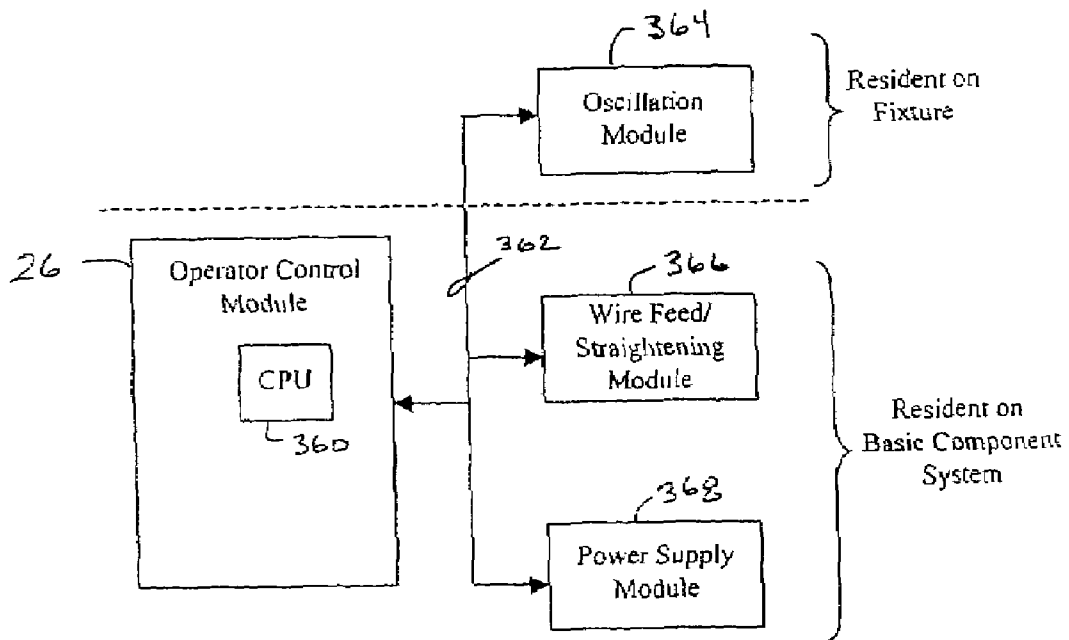 364
Oscillation
Module
Resident on
Fixture
26
Operator Control
Module
CPU
360
362
366
Wire Feed/
Straightening
Module
368
Power Supply
Module
Resident on
Basic Component
System